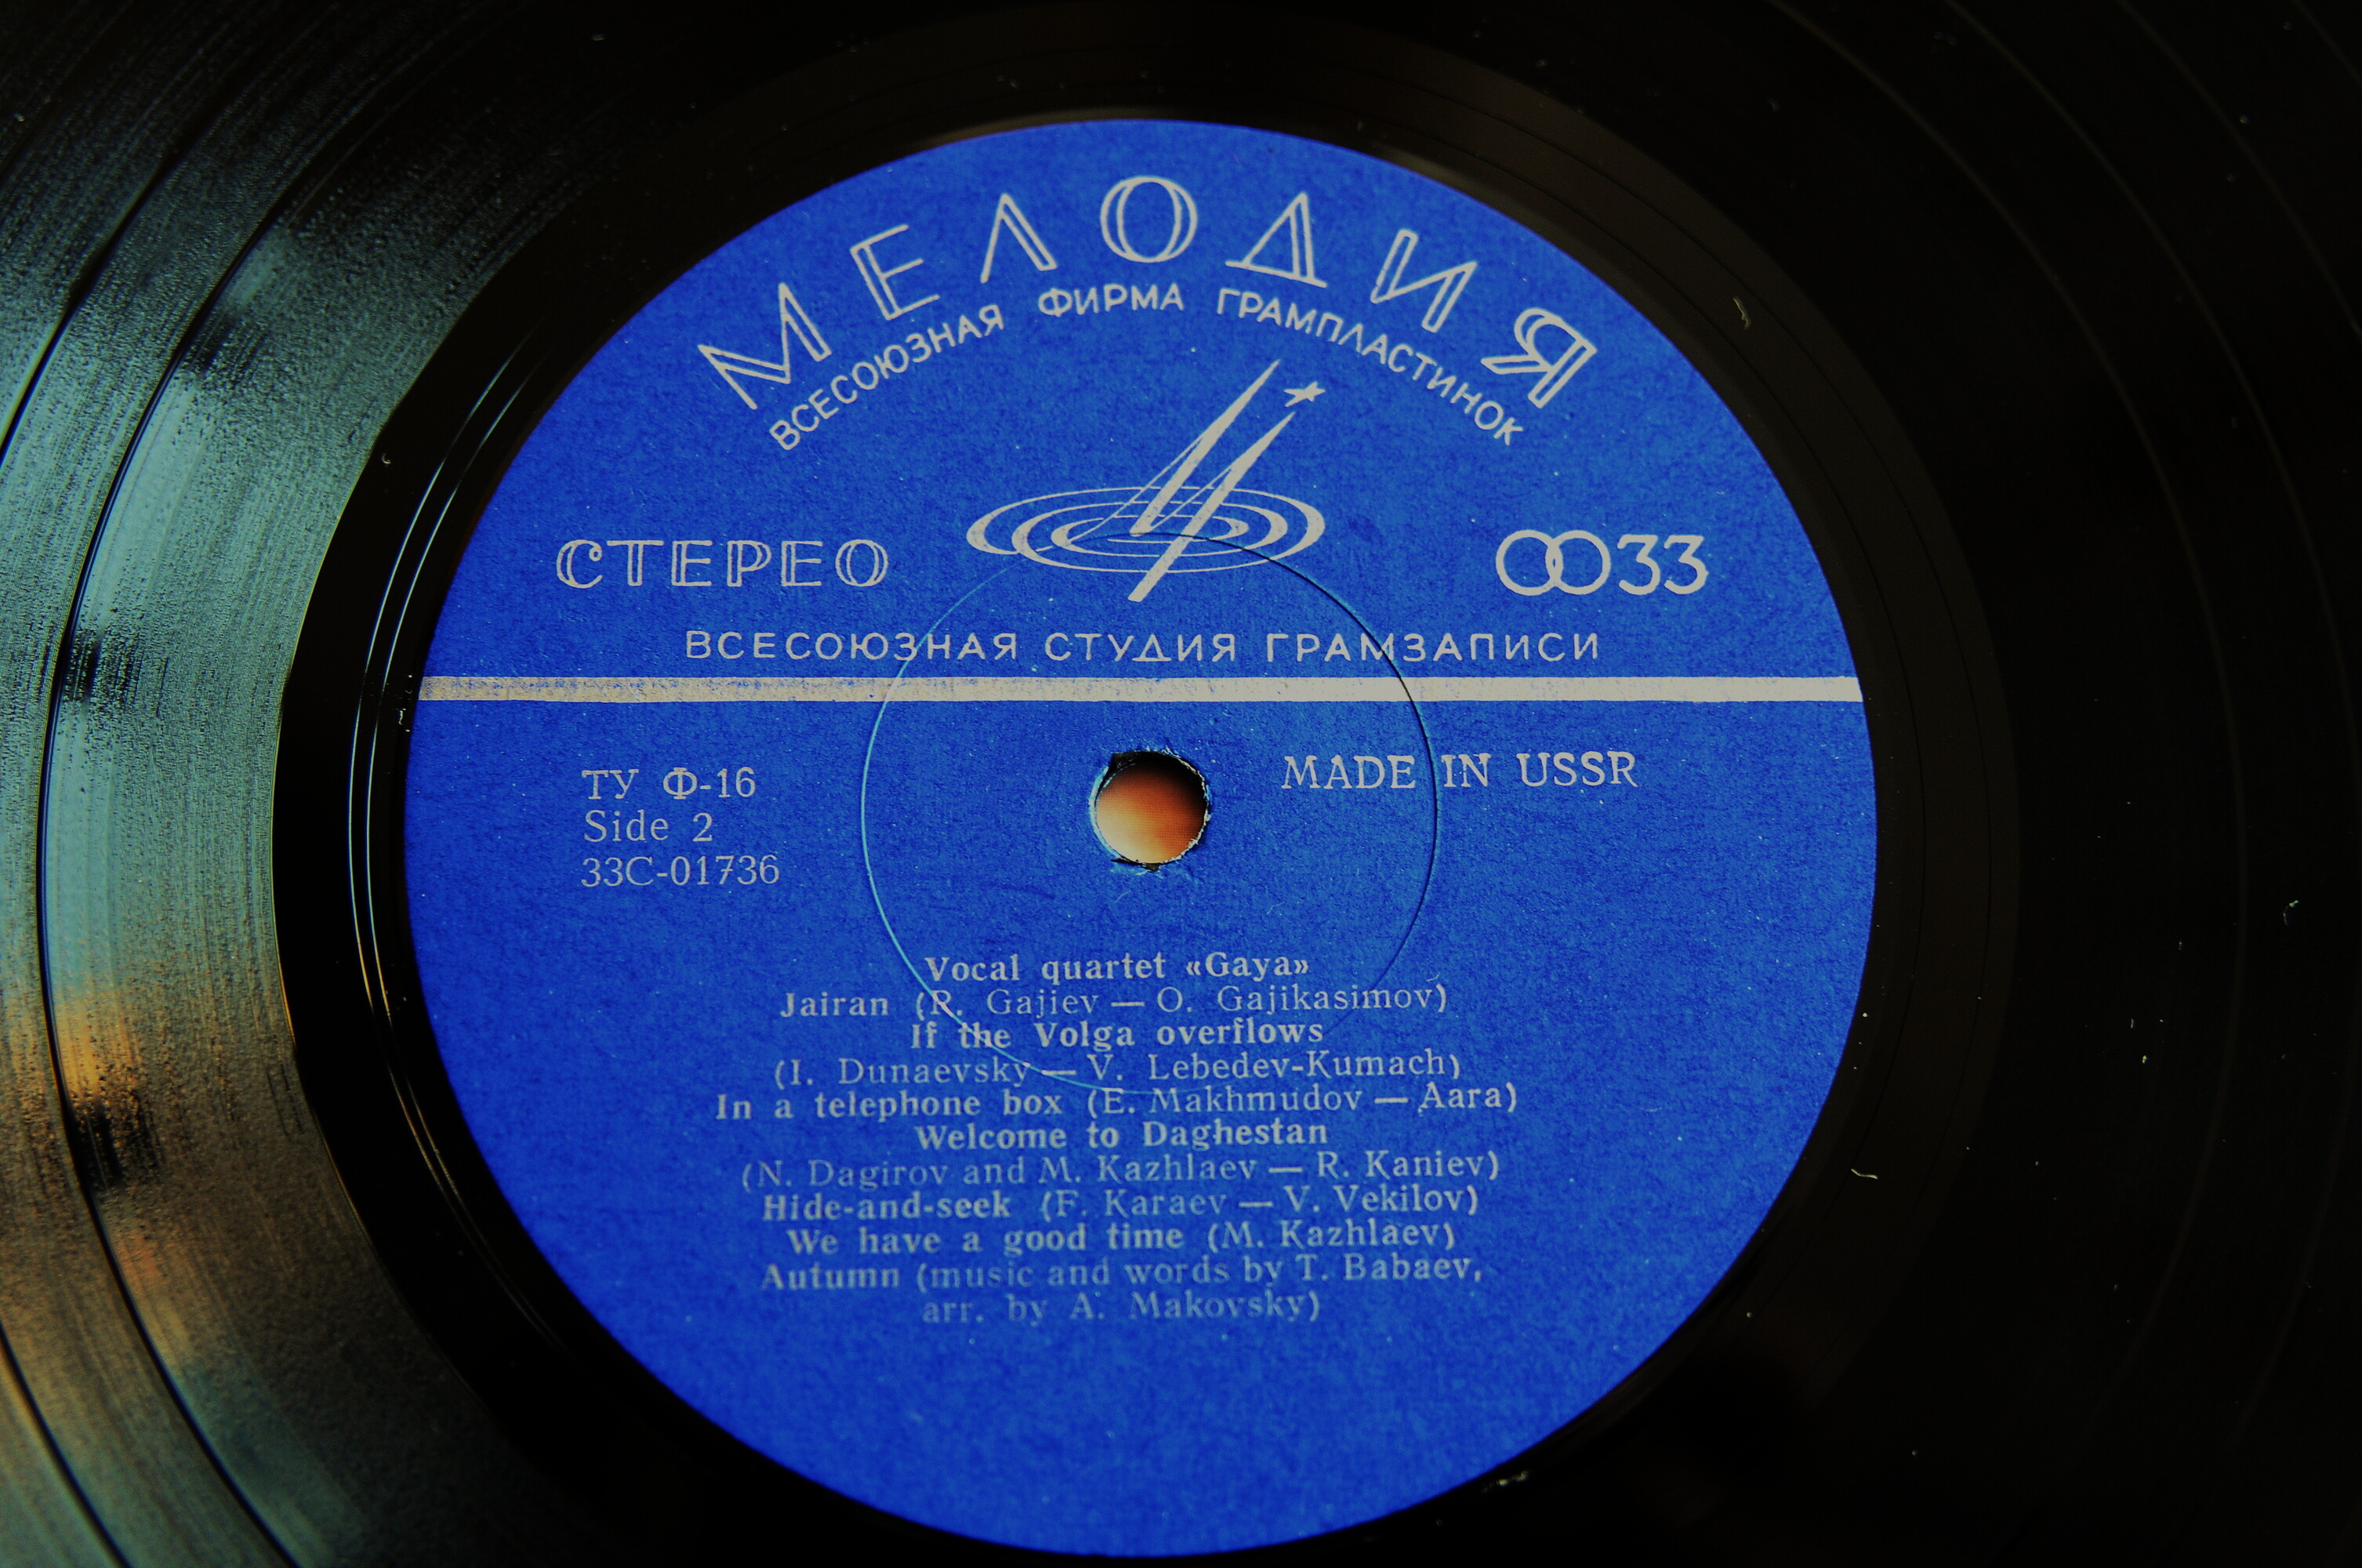 МЕЛОДИЯ
ВСЕСОЮЗНАЯ ФИРМА ГРАМПЛАСТИНОК
СТЕРЕО
33
ВСЕСОЮЗНАЯ СТУДИЯ ГРАМЗАПИСИ
ТУ Ф-16
Side 2
33С-01736
MADE IN USSR
Vocal quartet «Gaya»
Jairan (R. Gajiev — O. Gajikasimov)
If the Volga overflows
(I. Dunaevsky — V. Lebedev-Kumach)
In a telephone box (E. Makhmudov — Aara)
Welcome to Daghestan
(N. Dagirov and M. Kazhlaev — R. Kaniev)
Hide-and-seek (F. Karaev — V. Vekilov)
We have a good time (M. Kazhlaev)
Autumn (music and words by T. Babaev,
arr. by A. Makovsky)